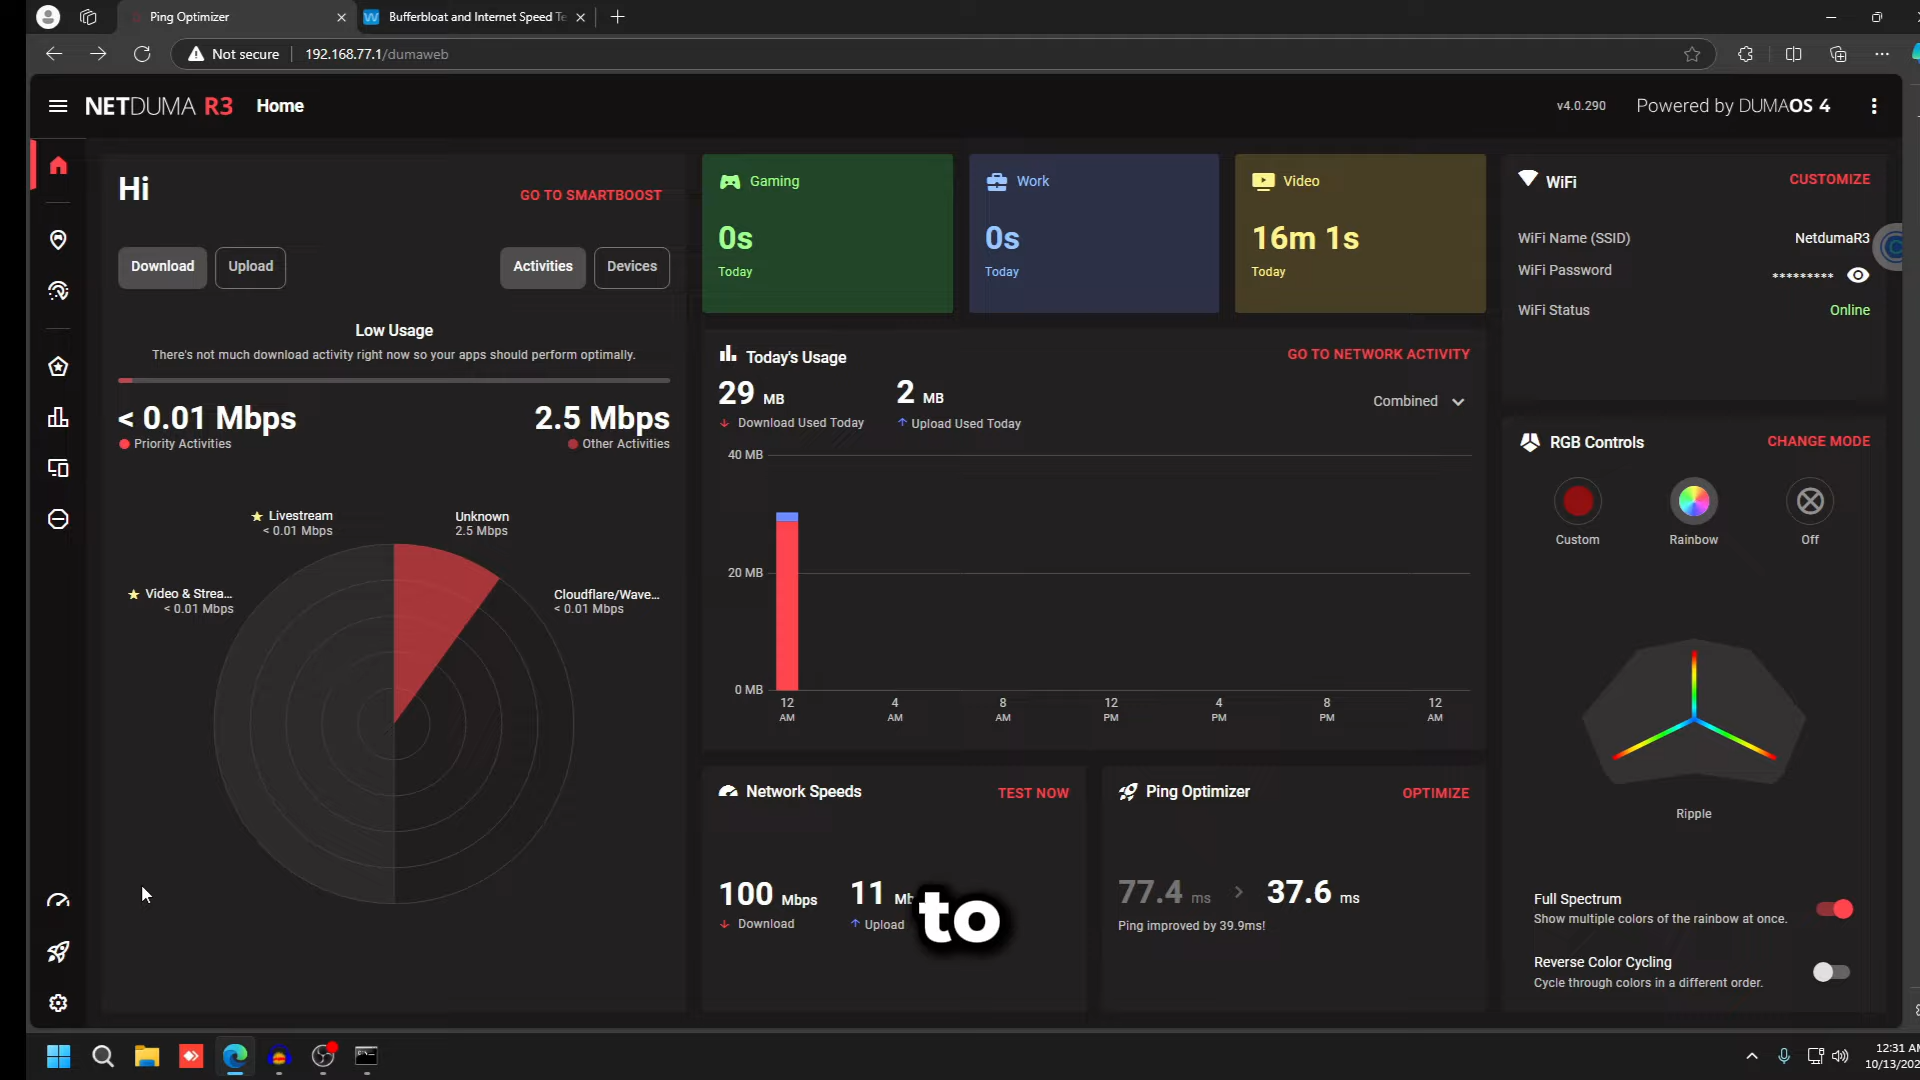 Ping Optimizer
Bufferbloat and Internet Speed Te
Not secure
192.168.77.1/dumaweb
NETDUMA R3
Home
v4.0.290
Powered by DUMAOS 4
Hi
GO TO SMARTBOOST
Download
Upload
Activities
Devices
Low Usage
There's not much download activity right now so your apps should perform optimally.
< 0.01 Mbps
Priority Activities
2.5 Mbps
Other Activities
★ Livestream
< 0.01 Mbps
Unknown
2.5 Mbps
★ Video & Strea...
< 0.01 Mbps
Cloudflare/Wave...
< 0.01 Mbps
Gaming
0s
Today
Work
0s
Today
Video
16m 1s
Today
Today's Usage
GO TO NETWORK ACTIVITY
29 MB
Download Used Today
2 MB
Upload Used Today
Combined
40 MB
20 MB
0 MB
12 AM
4 AM
8 AM
12 PM
4 PM
8 PM
12 AM
Network Speeds
TEST NOW
100 Mbps
Download
11 Mb
Upload
to
Ping Optimizer
OPTIMIZE
77.4 ms > 37.6 ms
Ping improved by 39.9ms!
WiFi
CUSTOMIZE
WiFi Name (SSID)
NetdumaR3
WiFi Password
*********
WiFi Status
Online
RGB Controls
CHANGE MODE
Custom
Rainbow
Off
Ripple
Full Spectrum
Show multiple colors of the rainbow at once.
Reverse Color Cycling
Cycle through colors in a different order.
12:31 AM
10/13/202